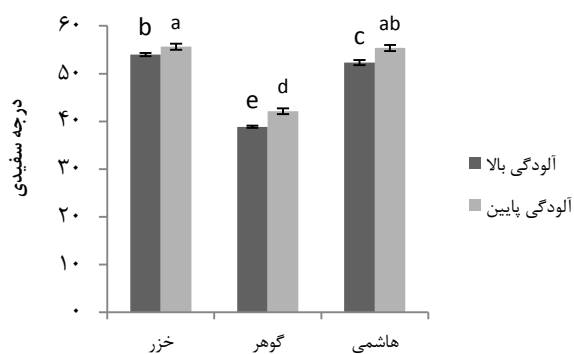 درجه سفیدی
۶۰
۵۰
۴۰
۳۰
۲۰
۱۰
۰
b a
e d
c ab
خزر
گوهر
هاشمی
آلودگی بالا
آلودگی پایین